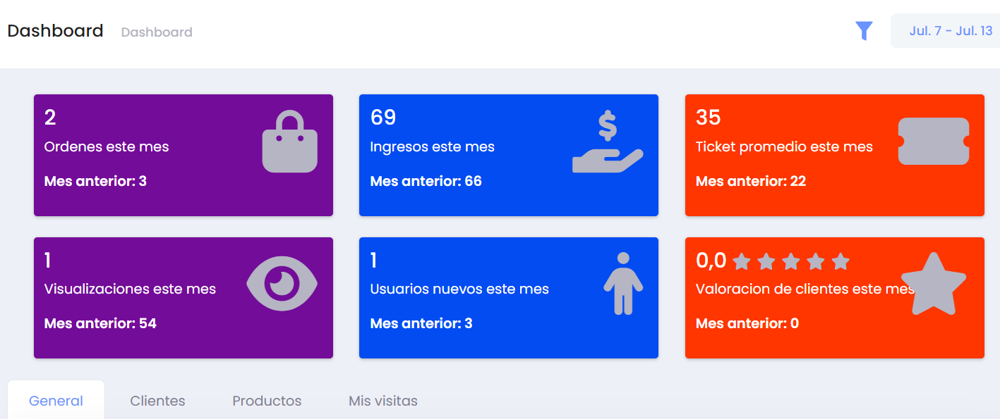 Dashboard Dashboard Jul. 7 - Jul. 13
2
Ordenes este mes
Mes anterior: 3
69
Ingresos este mes
Mes anterior: 66
35
Ticket promedio este mes
Mes anterior: 22
1
Visualizaciones este mes
Mes anterior: 54
1
Usuarios nuevos este mes
Mes anterior: 3
0,0
Valoracion de clientes este mes
Mes anterior: 0
General Clientes Productos Mis visitas